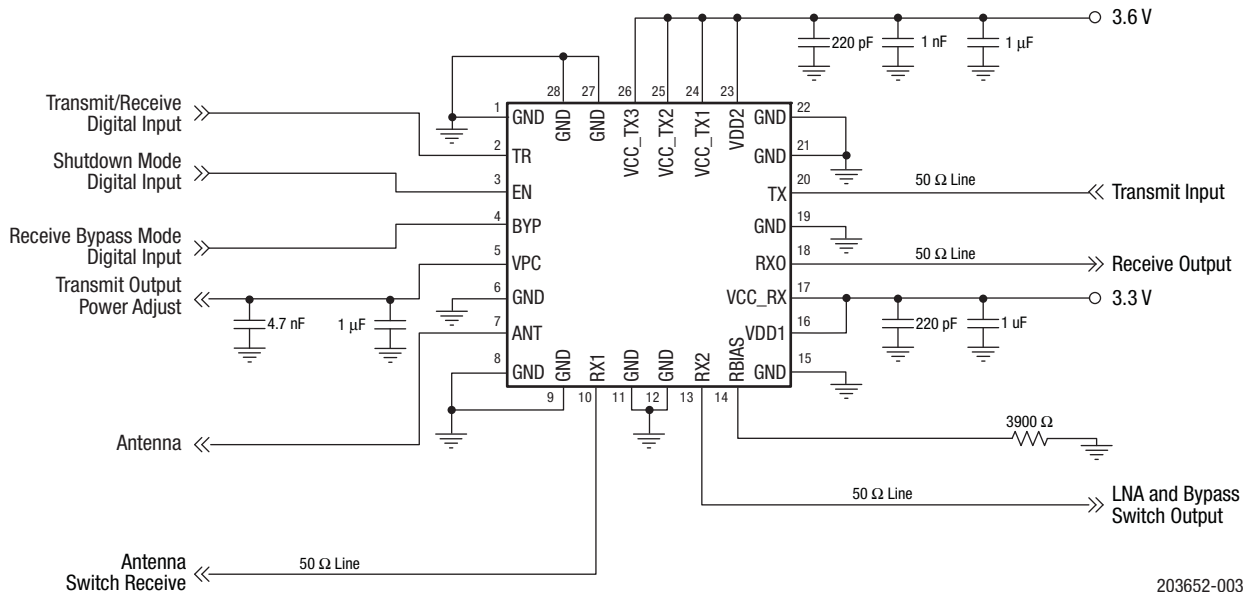 3.6 V
220 pF
1 nF
1 μF
28
27
26
25
24
23
GND
GND
VCC_TX3
VCC_TX2
VCC_TX1
VDD2
Transmit/Receive
Digital Input
1
GND
2
TR
Shutdown Mode
Digital Input
3
EN
Receive Bypass Mode
Digital Input
4
BYP
Transmit Output
Power Adjust
5
VPC
4.7 nF
1 μF
6
GND
7
ANT
8
GND
Antenna
22
GND
21
GND
20
TX
50 Ω Line
Transmit Input
19
GND
18
RXO
50 Ω Line
Receive Output
17
VCC_RX
3.3 V
16
VDD1
220 pF
1 uF
15
GND
GND
RX1
GND
GND
RX2
RBIAS
9
10
11
12
13
14
3900 Ω
50 Ω Line
LNA and Bypass
Switch Output
Antenna
Switch Receive
50 Ω Line
203652-003